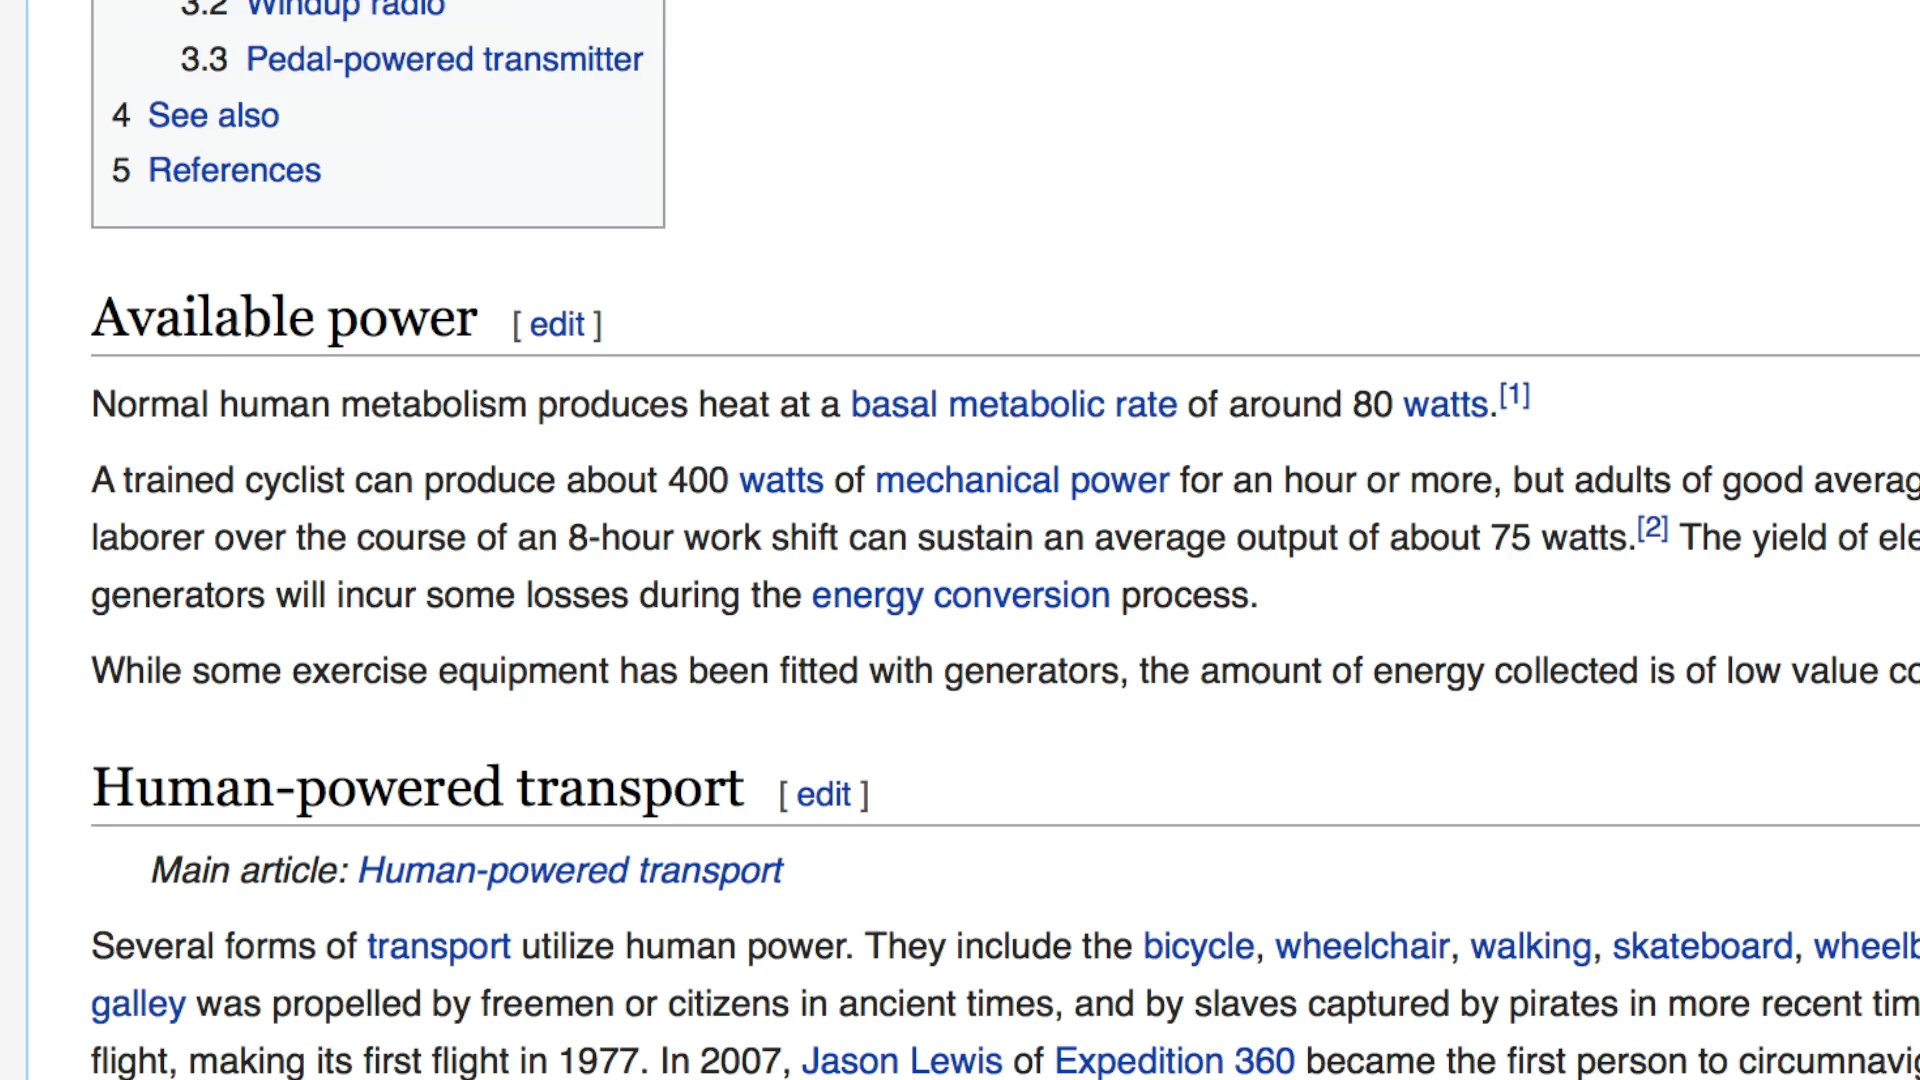 3.2 Windup radio
3.3 Pedal-powered transmitter
4 See also
5 References
Available power [ edit ]
Normal human metabolism produces heat at a basal metabolic rate of around 80 watts.[1]
A trained cyclist can produce about 400 watts of mechanical power for an hour or more, but adults of good averag
laborer over the course of an 8-hour work shift can sustain an average output of about 75 watts.[2] The yield of ele
generators will incur some losses during the energy conversion process.
While some exercise equipment has been fitted with generators, the amount of energy collected is of low value co
Human-powered transport [ edit ]
Main article: Human-powered transport
Several forms of transport utilize human power. They include the bicycle, wheelchair, walking, skateboard, wheelb
galley was propelled by freemen or citizens in ancient times, and by slaves captured by pirates in more recent tim
flight, making its first flight in 1977. In 2007, Jason Lewis of Expedition 360 became the first person to circumnavig